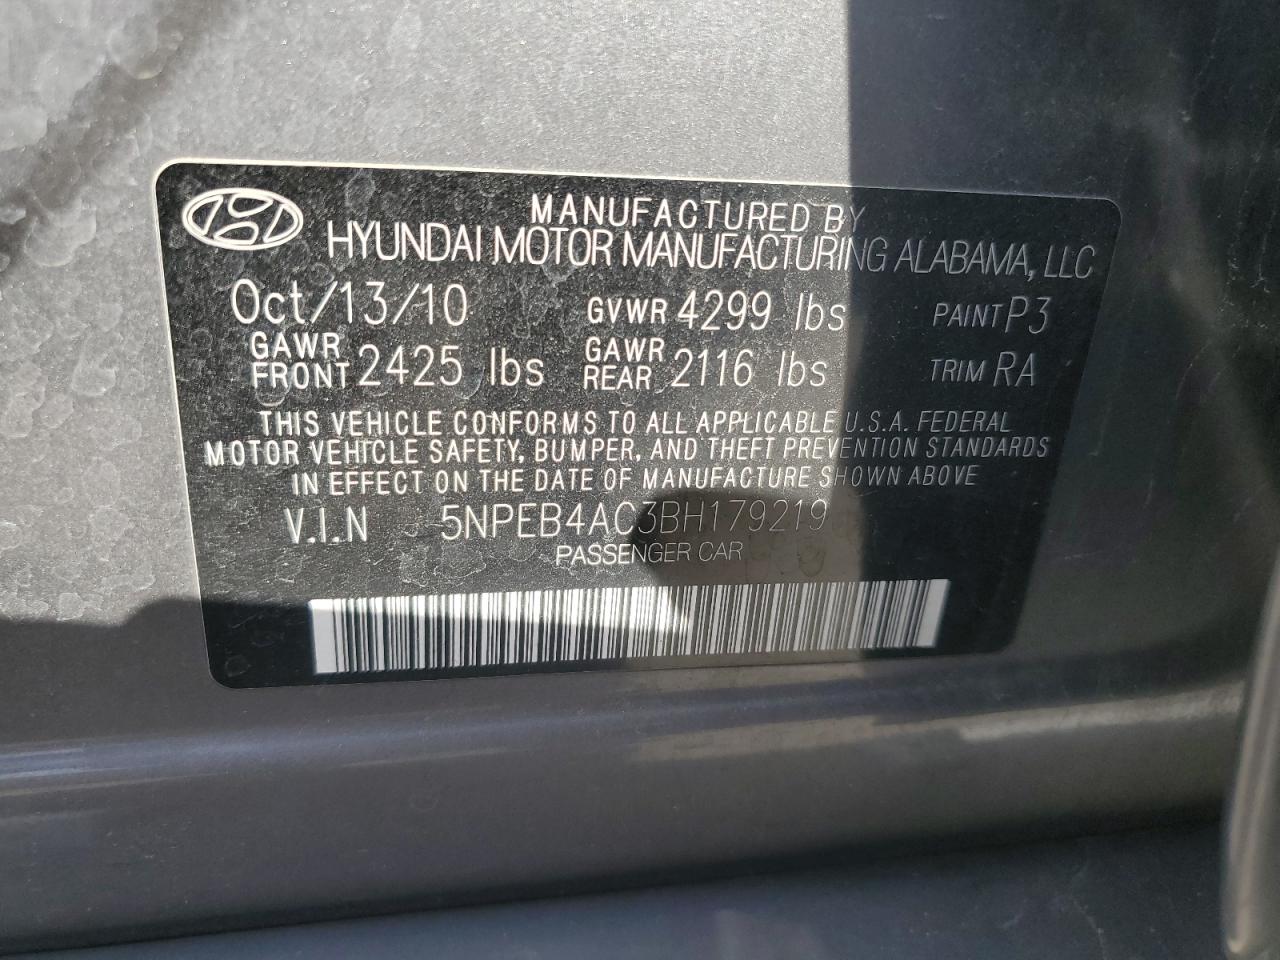 MANUFACTURED BY
HYUNDAI MOTOR MANUFACTURING ALABAMA, LLC
Oct/13/10 GVWR 4299 lbs PAINT P3
GAWR FRONT 2425 lbs GAWR REAR 2116 lbs TRIM RA
THIS VEHICLE CONFORMS TO ALL APPLICABLE U.S.A. FEDERAL
MOTOR VEHICLE SAFETY, BUMPER, AND THEFT PREVENTION STANDARDS
IN EFFECT ON THE DATE OF MANUFACTURE SHOWN ABOVE
V.I.N 5NPEB4AC3BH179219
PASSENGER CAR